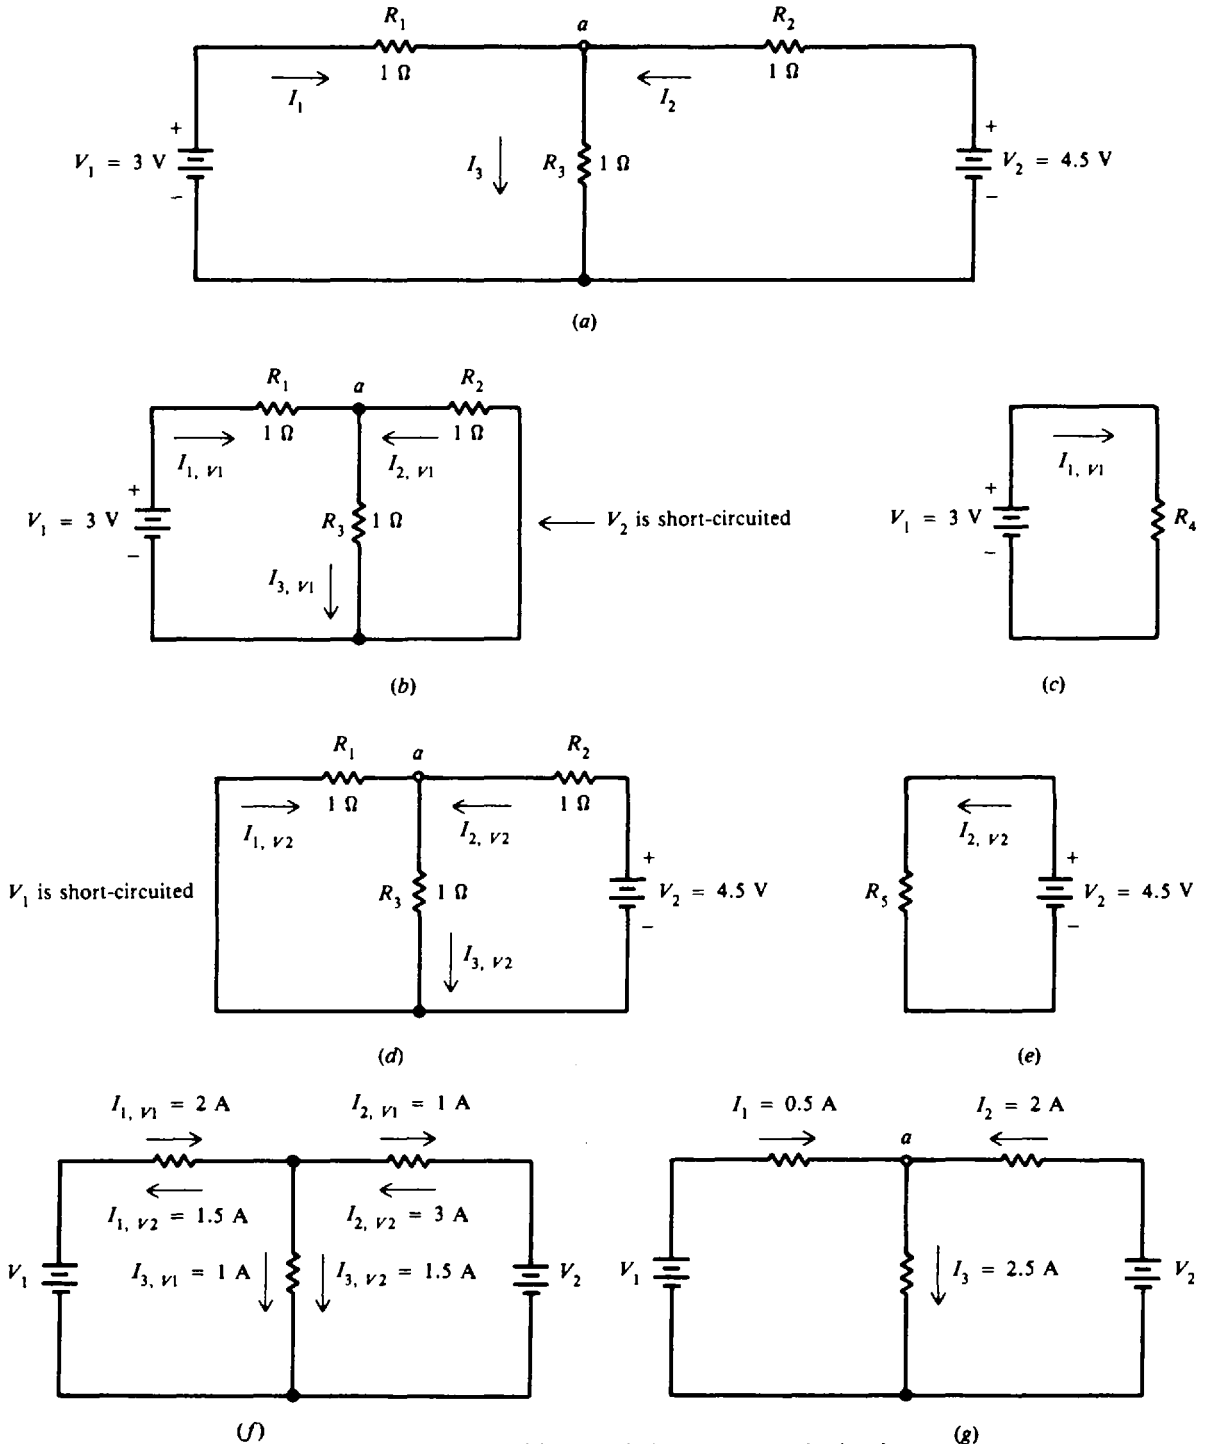 R₁ a R₂
1 Ω 1 Ω
I₁ I₂
+ +
V₁ = 3 V I₃ R₃ 1 Ω V₂ = 4.5 V
− −
(a)
R₁ a R₂
1 Ω 1 Ω
I₁, V1 I₂, V1 I₁, V1
+ +
V₁ = 3 V R₃ 1 Ω V₂ is short-circuited V₁ = 3 V R₄
− −
I₃, V1
(b) (c)
R₁ a R₂
1 Ω 1 Ω
I₁, V2 I₂, V2 I₂, V2
+ +
V₁ is short-circuited R₃ 1 Ω V₂ = 4.5 V R₅ V₂ = 4.5 V
− −
I₃, V2
(d) (e)
I₁, V1 = 2 A I₂, V1 = 1 A I₁ = 0.5 A I₂ = 2 A
a
I₁, V2 = 1.5 A I₂, V2 = 3 A
V₁ I₃, V1 = 1 A I₃, V2 = 1.5 A V₂ V₁ I₃ = 2.5 A V₂
(f) (g)